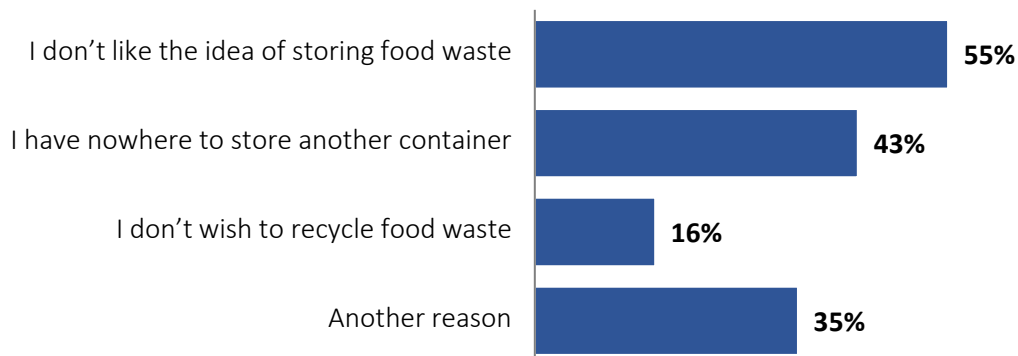 I don’t like the idea of storing food waste 55%
I have nowhere to store another container 43%
I don’t wish to recycle food waste 16%
Another reason 35%